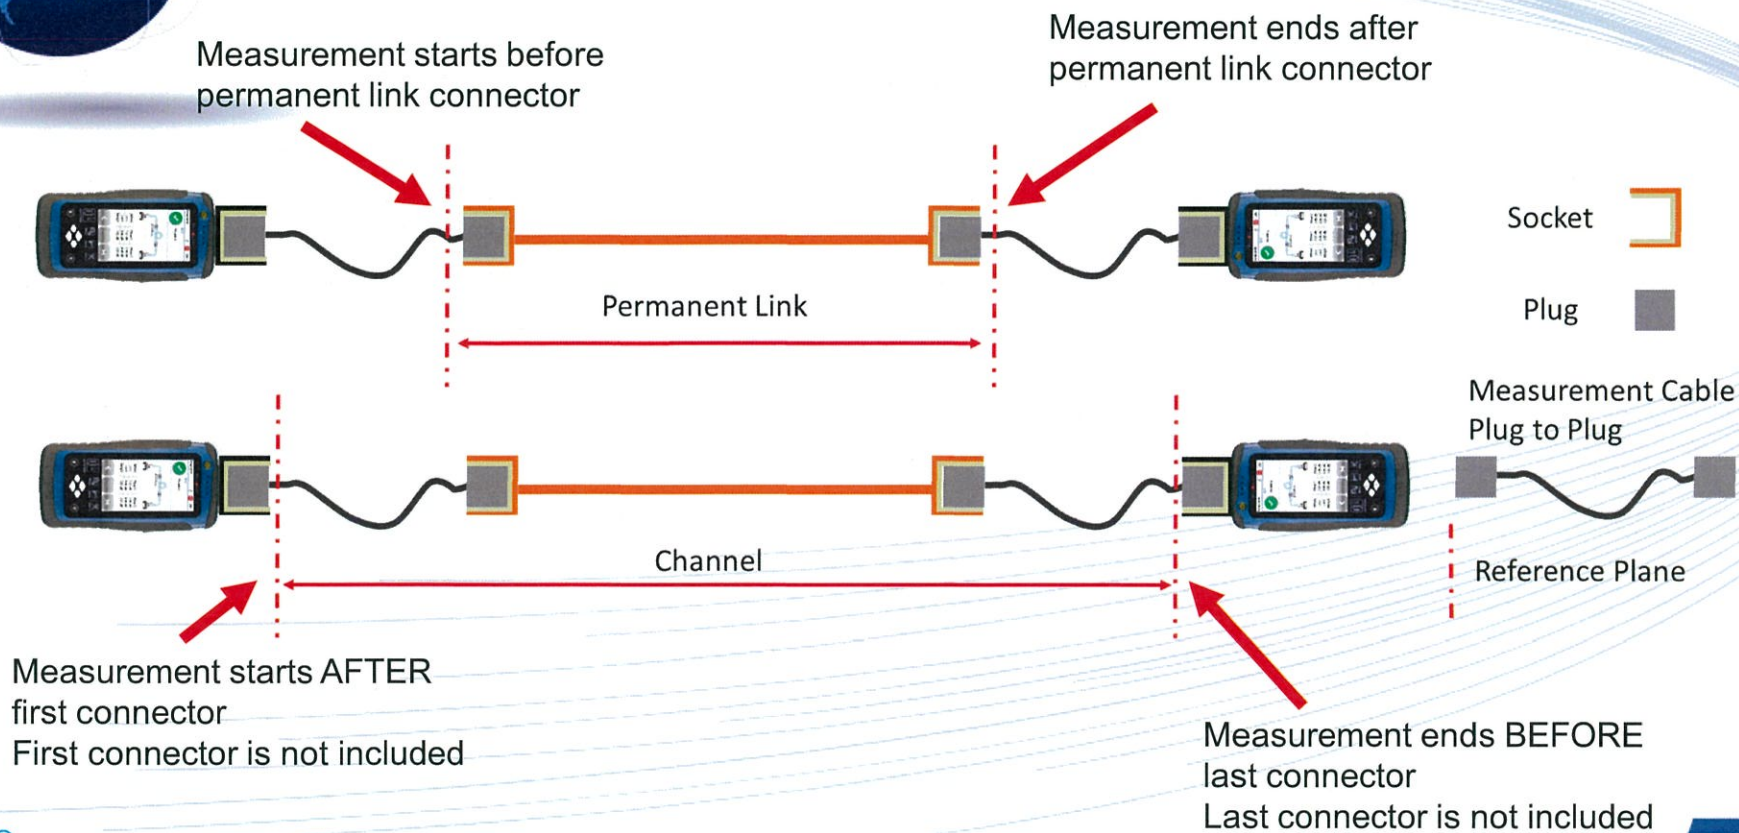 Measurement starts before
permanent link connector
Measurement ends after
permanent link connector
Socket
Permanent Link
Plug
Measurement Cable
Plug to Plug
Channel
Reference Plane
Measurement starts AFTER
first connector
First connector is not included
Measurement ends BEFORE
last connector
Last connector is not included